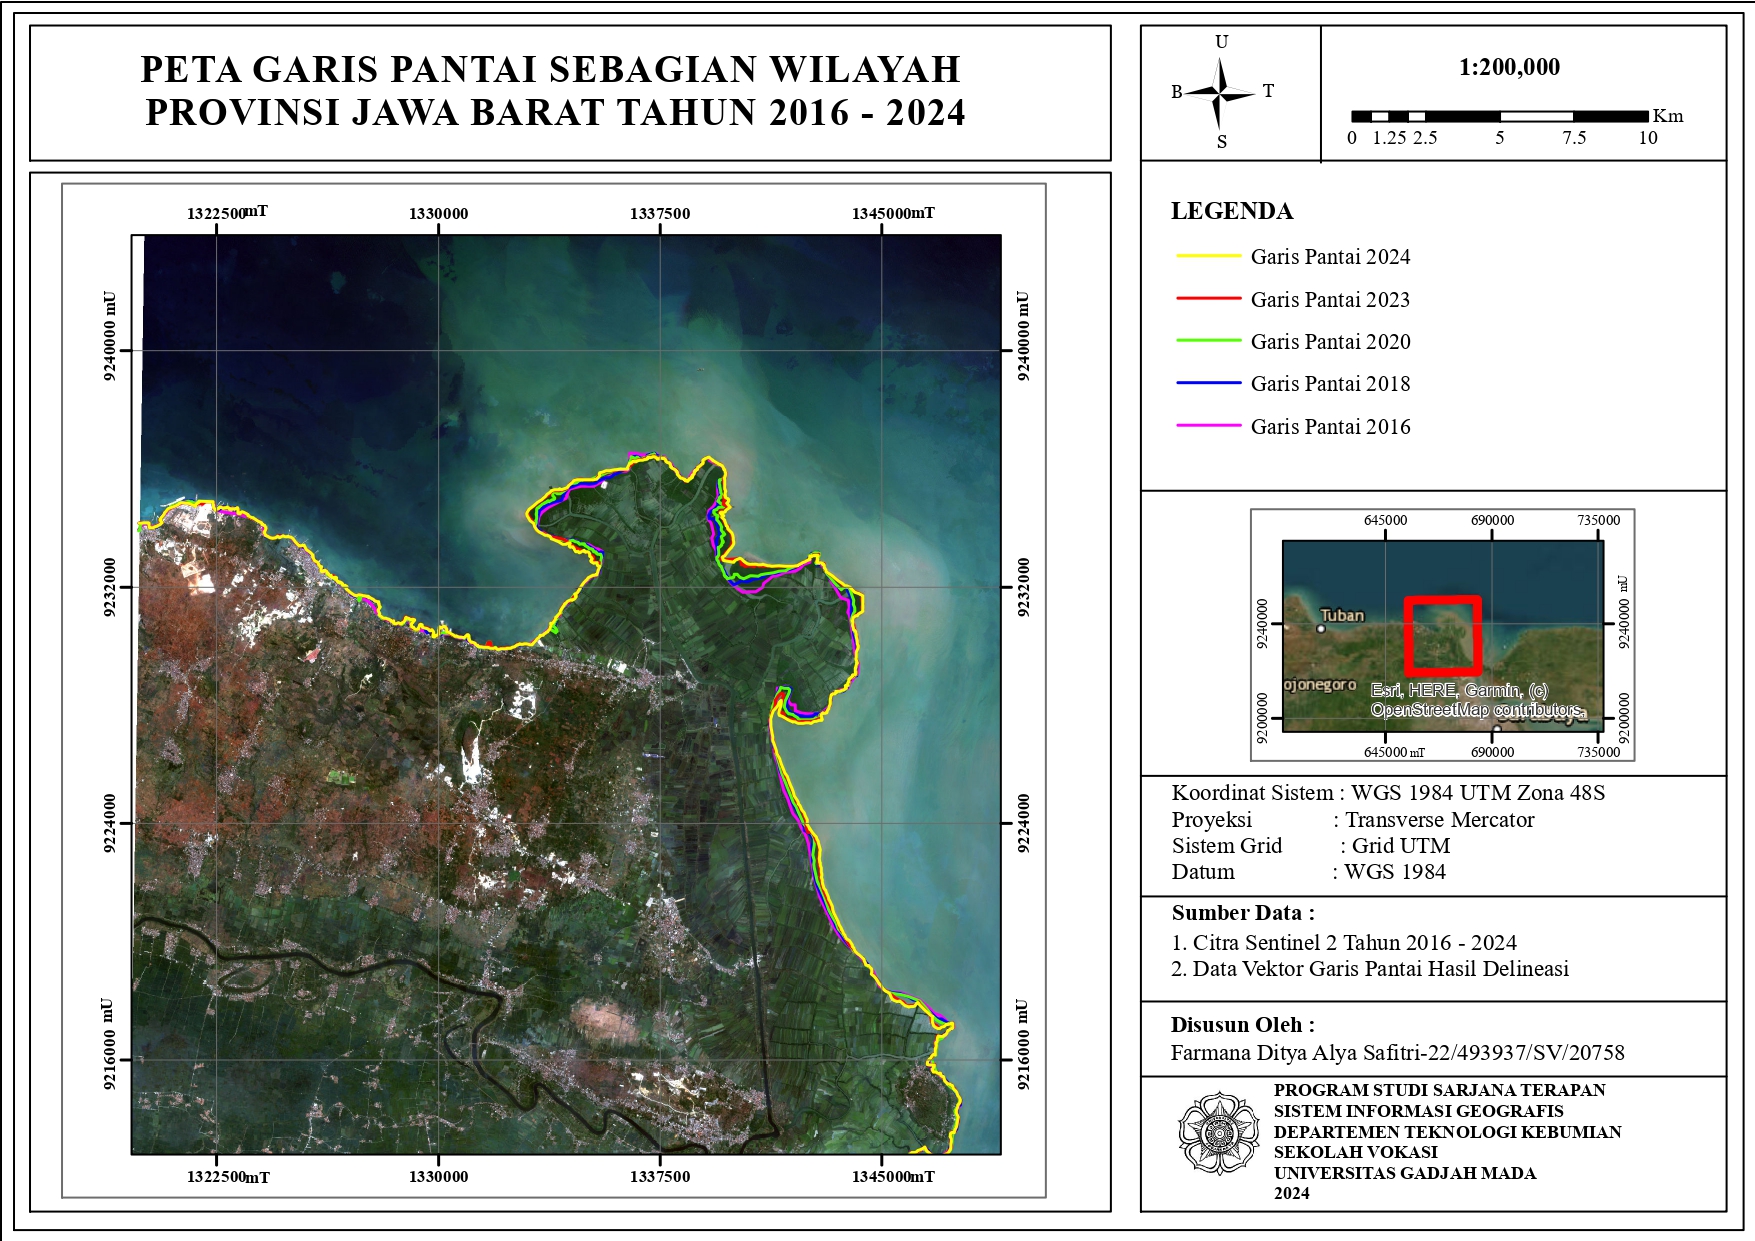 PETA GARIS PANTAI SEBAGIAN WILAYAH
PROVINSI JAWA BARAT TAHUN 2016 - 2024
U
B
T
S
1:200,000
Km
0 1.25 2.5 5 7.5 10
LEGENDA
Garis Pantai 2024
Garis Pantai 2023
Garis Pantai 2020
Garis Pantai 2018
Garis Pantai 2016
1322500mT 1330000 1337500 1345000mT
9240000 mU
9232000
9224000
9216000 mU
9240000 mU
9232000
9224000
9216000 mU
1322500mT 1330000 1337500 1345000mT
645000 690000 735000
9240000
9200000
9240000 mU
9200000
Tuban
ojonegoro
Esri, HERE, Garmin, (c)
OpenStreetMap contributors
645000 mT 690000 735000
Koordinat Sistem : WGS 1984 UTM Zona 48S
Proyeksi : Transverse Mercator
Sistem Grid : Grid UTM
Datum : WGS 1984
Sumber Data :
1. Citra Sentinel 2 Tahun 2016 - 2024
2. Data Vektor Garis Pantai Hasil Delineasi
Disusun Oleh :
Farmana Ditya Alya Safitri-22/493937/SV/20758
PROGRAM STUDI SARJANA TERAPAN
SISTEM INFORMASI GEOGRAFIS
DEPARTEMEN TEKNOLOGI KEBUMIAN
SEKOLAH VOKASI
UNIVERSITAS GADJAH MADA
2024